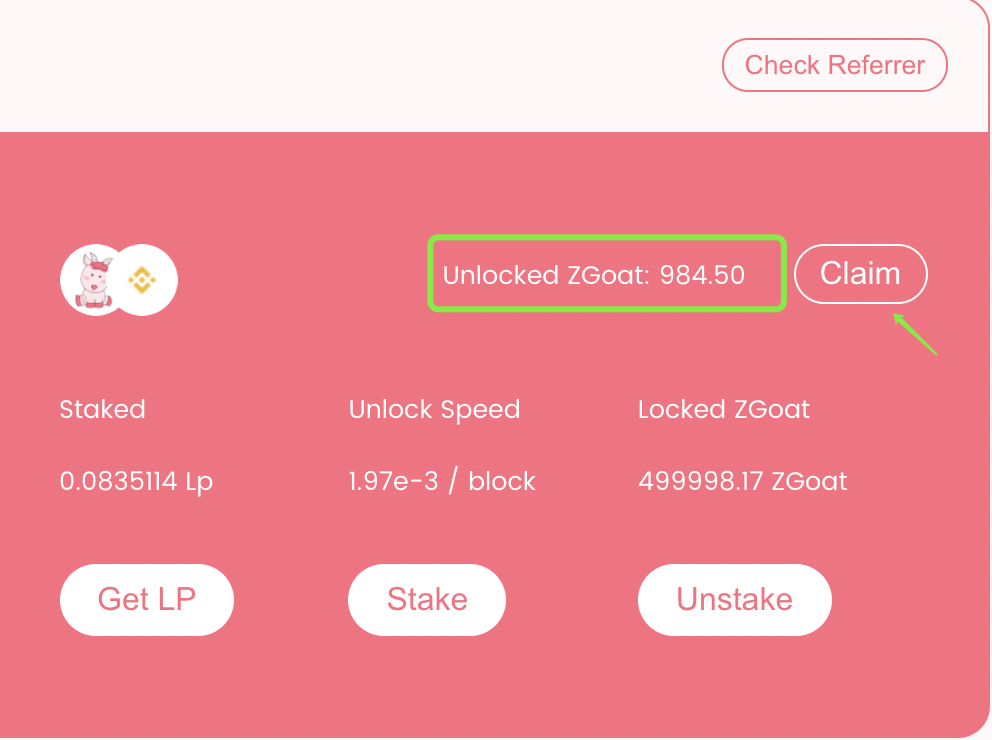 Check Referrer
Unlocked ZGoat: 984.50
Claim
Staked
Unlock Speed
Locked ZGoat
0.0835114 Lp
1.97e-3 / block
499998.17 ZGoat
Get LP
Stake
Unstake